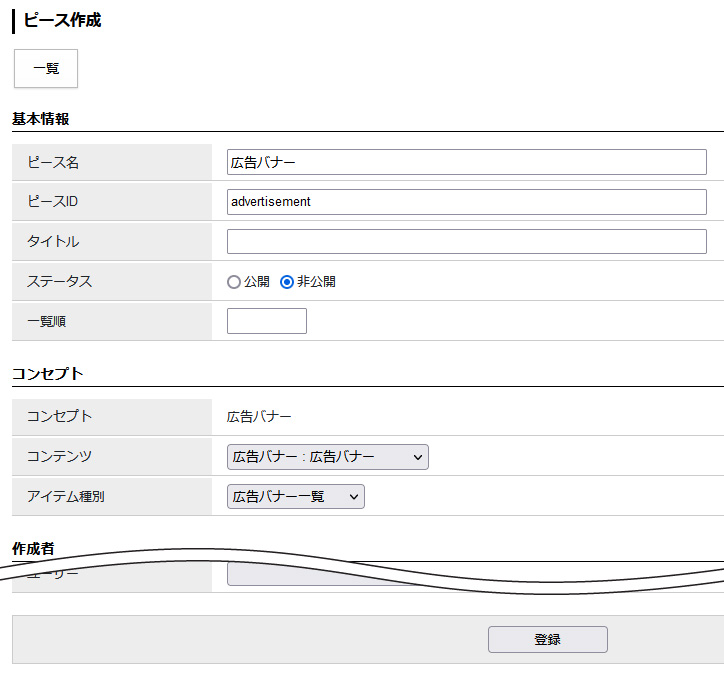 ピース作成
一覧
基本情報
ピース名 広告バナー
ピースID advertisement
タイトル
ステータス 公開 非公開
一覧順
コンセプト
コンセプト 広告バナー
コンテンツ 広告バナー : 広告バナー
アイテム種別 広告バナー一覧
作成者
ユーザー
登録